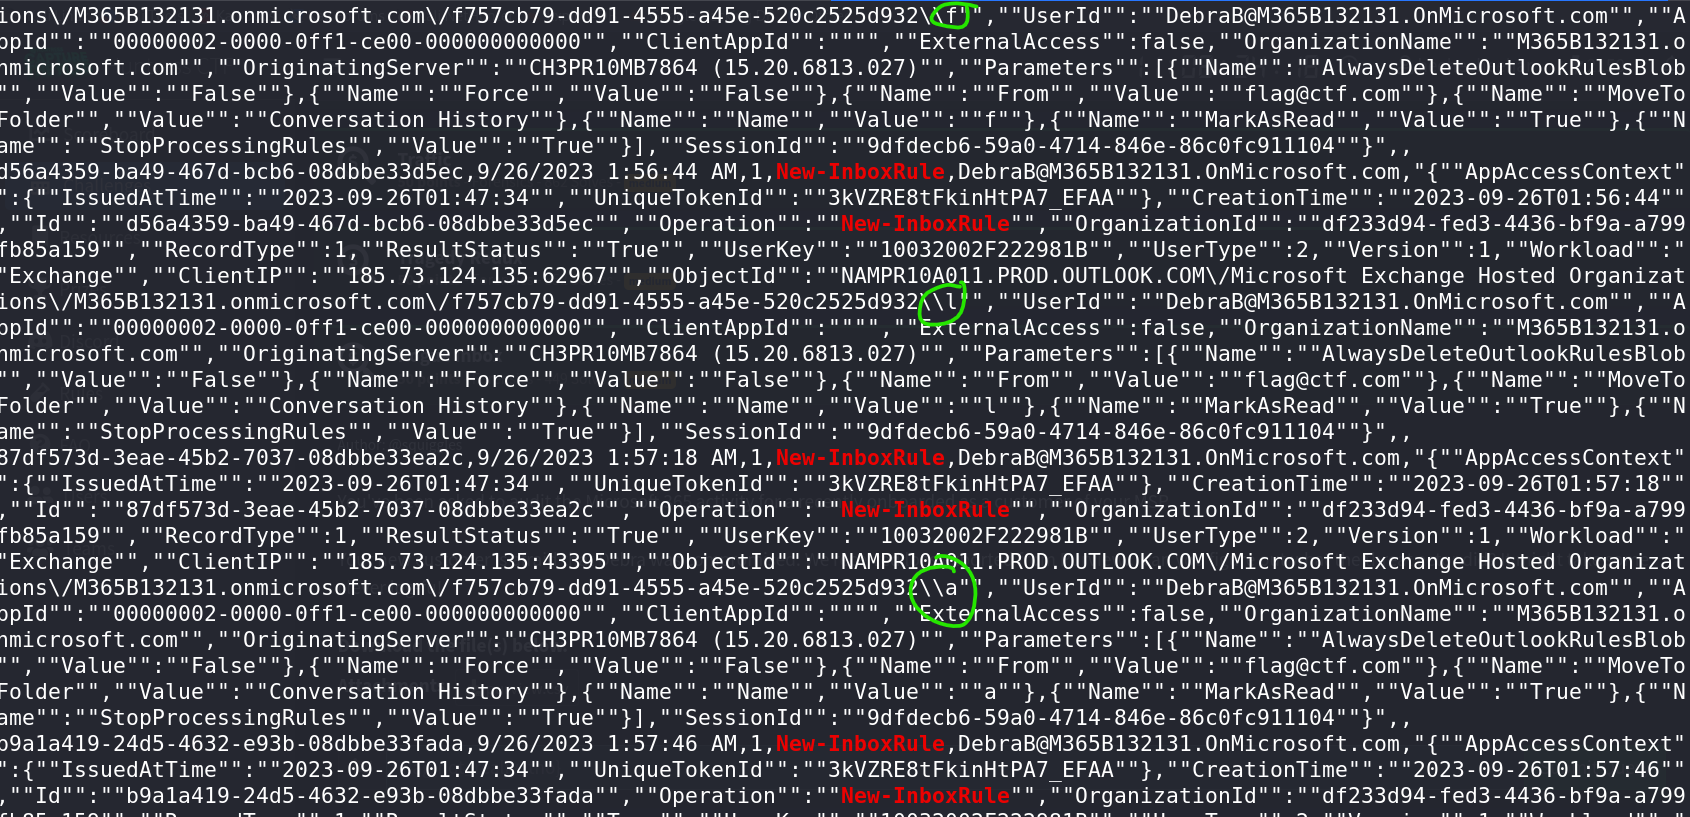 ions\/M365B132131.onmicrosoft.com\/f757cb79-dd91-4555-a45e-520c2525d932\\f"",""UserId"":""DebraB@M365B132131.OnMicrosoft.com"",""A
ppId"":""00000002-0000-0ff1-ce00-000000000000"",""ClientAppId"":"""",""ExternalAccess"":false,""OrganizationName"":""M365B132131.o
nmicrosoft.com"",""OriginatingServer"":""CH3PR10MB7864 (15.20.6813.027)"",""Parameters"":[{""Name"":""AlwaysDeleteOutlookRulesBlob
"",""Value"":""False""},{""Name"":""Force"",""Value"":""False""},{""Name"":""From"",""Value"":""flag@ctf.com""},{""Name"":""MoveTo
Folder"",""Value"":""Conversation History""},{""Name"":""Name"",""Value"":""f""},{""Name"":""MarkAsRead"",""Value"":""True""},{""N
ame"":""StopProcessingRules"",""Value"":""True""}],""SessionId"":""9dfdecb6-59a0-4714-846e-86c0fc911104""}",,
d56a4359-ba49-467d-bcb6-08dbbe33d5ec,9/26/2023 1:56:44 AM,1,New-InboxRule,DebraB@M365B132131.OnMicrosoft.com,"{""AppAccessContext"
":{""IssuedAtTime"":""2023-09-26T01:47:34"",""UniqueTokenId"":""3kVZRE8tFkinHtPA7_EFAA""},""CreationTime"":""2023-09-26T01:56:44""
,""Id"":""d56a4359-ba49-467d-bcb6-08dbbe33d5ec"",""Operation"":""New-InboxRule"",""OrganizationId"":""df233d94-fed3-4436-bf9a-a799
fb85a159"",""RecordType"":1,""ResultStatus"":""True"",""UserKey"":""10032002F222981B"",""UserType"":2,""Version"":1,""Workload"":"
"Exchange"",""ClientIP"":""185.73.124.135:62967"",""ObjectId"":""NAMPR10A011.PROD.OUTLOOK.COM\/Microsoft Exchange Hosted Organizat
ions\/M365B132131.onmicrosoft.com\/f757cb79-dd91-4555-a45e-520c2525d932\\l"",""UserId"":""DebraB@M365B132131.OnMicrosoft.com"",""A
ppId"":""00000002-0000-0ff1-ce00-000000000000"",""ClientAppId"":"""",""ExternalAccess"":false,""OrganizationName"":""M365B132131.o
nmicrosoft.com"",""OriginatingServer"":""CH3PR10MB7864 (15.20.6813.027)"",""Parameters"":[{""Name"":""AlwaysDeleteOutlookRulesBlob
"",""Value"":""False""},{""Name"":""Force"",""Value"":""False""},{""Name"":""From"",""Value"":""flag@ctf.com""},{""Name"":""MoveTo
Folder"",""Value"":""Conversation History""},{""Name"":""Name"",""Value"":""l""},{""Name"":""MarkAsRead"",""Value"":""True""},{""N
ame"":""StopProcessingRules"",""Value"":""True""}],""SessionId"":""9dfdecb6-59a0-4714-846e-86c0fc911104""}",,
87df573d-3eae-45b2-7037-08dbbe33ea2c,9/26/2023 1:57:18 AM,1,New-InboxRule,DebraB@M365B132131.OnMicrosoft.com,"{""AppAccessContext"
":{""IssuedAtTime"":""2023-09-26T01:47:34"",""UniqueTokenId"":""3kVZRE8tFkinHtPA7_EFAA""},""CreationTime"":""2023-09-26T01:57:18""
,""Id"":""87df573d-3eae-45b2-7037-08dbbe33ea2c"",""Operation"":""New-InboxRule"",""OrganizationId"":""df233d94-fed3-4436-bf9a-a799
fb85a159"",""RecordType"":1,""ResultStatus"":""True"",""UserKey"":""10032002F222981B"",""UserType"":2,""Version"":1,""Workload"":"
"Exchange"",""ClientIP"":""185.73.124.135:43395"",""ObjectId"":""NAMPR10A011.PROD.OUTLOOK.COM\/Microsoft Exchange Hosted Organizat
ions\/M365B132131.onmicrosoft.com\/f757cb79-dd91-4555-a45e-520c2525d932\\a"",""UserId"":""DebraB@M365B132131.OnMicrosoft.com"",""A
ppId"":""00000002-0000-0ff1-ce00-000000000000"",""ClientAppId"":"""",""ExternalAccess"":false,""OrganizationName"":""M365B132131.o
nmicrosoft.com"",""OriginatingServer"":""CH3PR10MB7864 (15.20.6813.027)"",""Parameters"":[{""Name"":""AlwaysDeleteOutlookRulesBlob
"",""Value"":""False""},{""Name"":""Force"",""Value"":""False""},{""Name"":""From"",""Value"":""flag@ctf.com""},{""Name"":""MoveTo
Folder"",""Value"":""Conversation History""},{""Name"":""Name"",""Value"":""a""},{""Name"":""MarkAsRead"",""Value"":""True""},{""N
ame"":""StopProcessingRules"",""Value"":""True""}],""SessionId"":""9dfdecb6-59a0-4714-846e-86c0fc911104""}",,
b9a1a419-24d5-4632-e93b-08dbbe33fada,9/26/2023 1:57:46 AM,1,New-InboxRule,DebraB@M365B132131.OnMicrosoft.com,"{""AppAccessContext"
":{""IssuedAtTime"":""2023-09-26T01:47:34"",""UniqueTokenId"":""3kVZRE8tFkinHtPA7_EFAA""},""CreationTime"":""2023-09-26T01:57:46""
,""Id"":""b9a1a419-24d5-4632-e93b-08dbbe33fada"",""Operation"":""New-InboxRule"",""OrganizationId"":""df233d94-fed3-4436-bf9a-a799